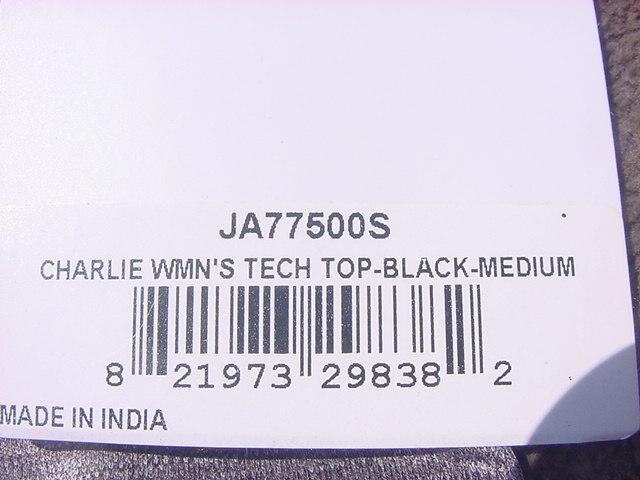 JA77500S
CHARLIE WMN'S TECH TOP-BLACK-MEDIUM
8 21973 29838 2
MADE IN INDIA